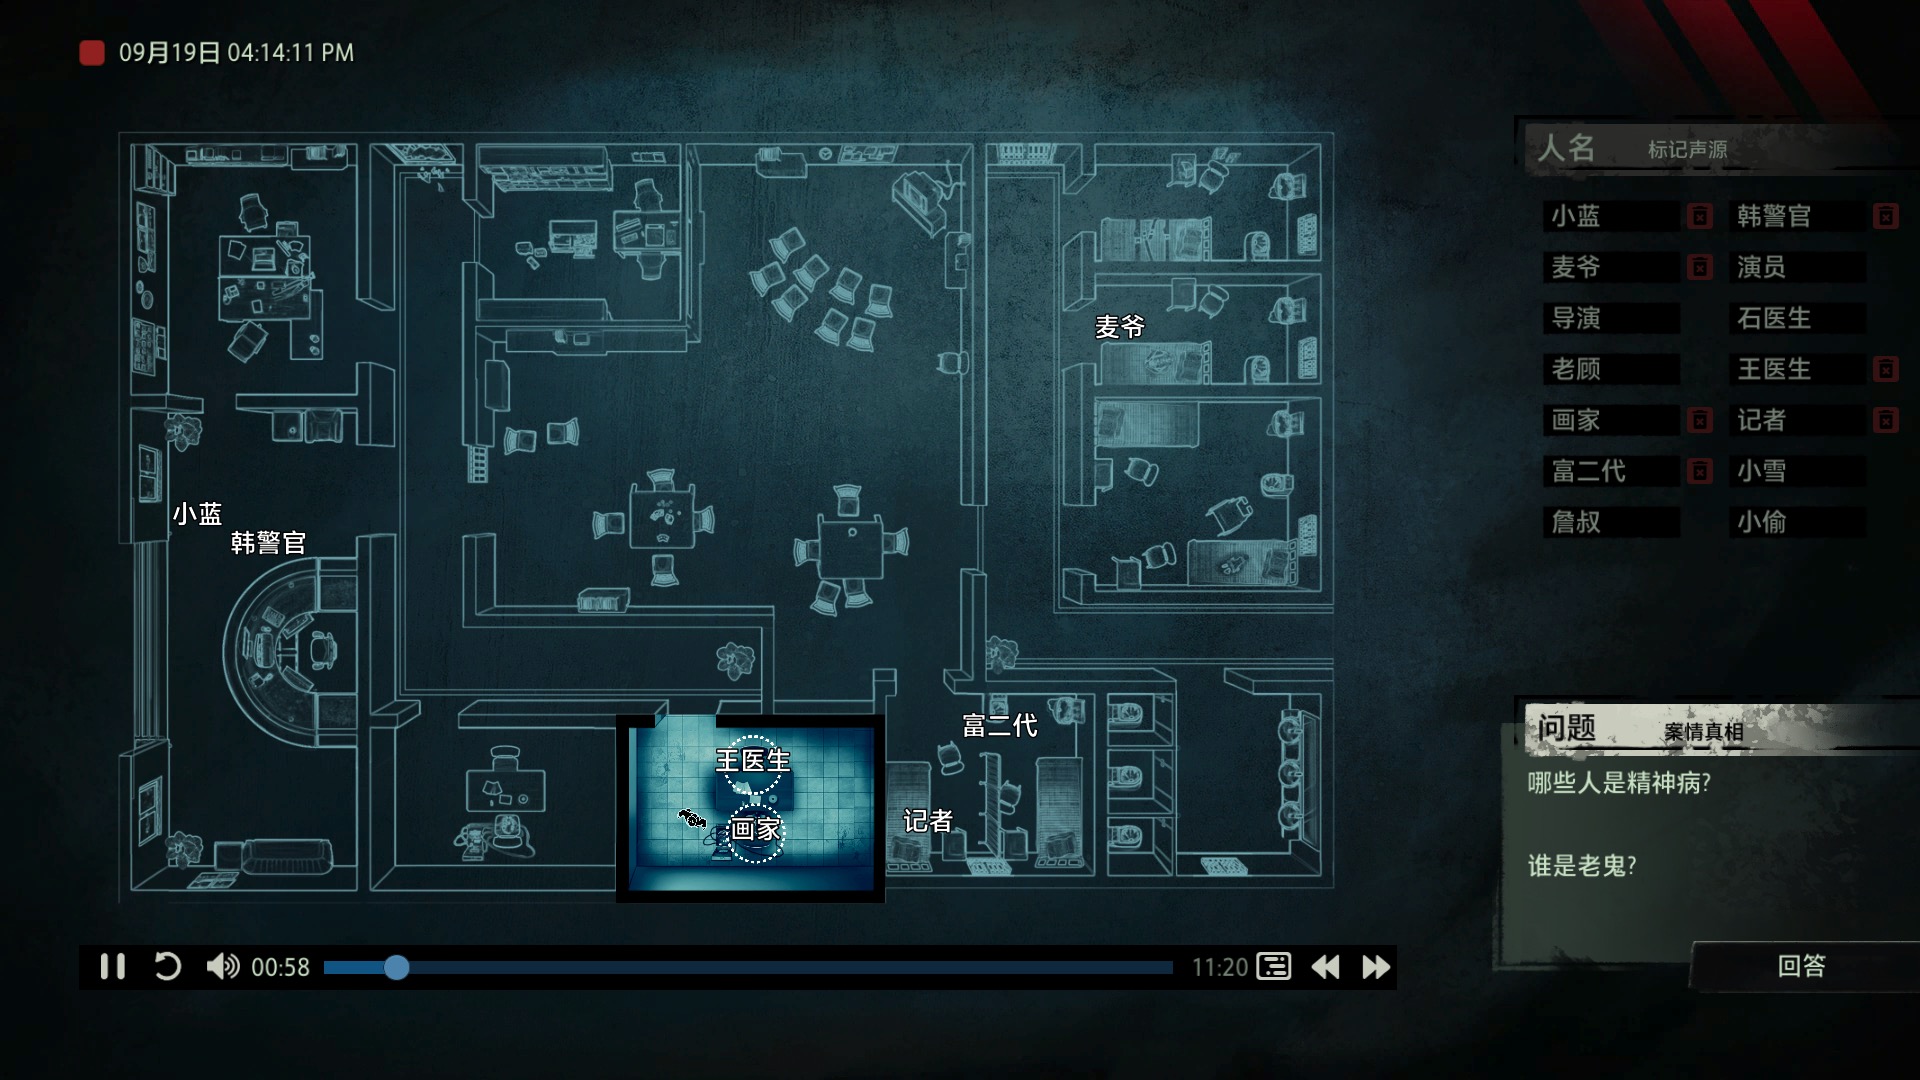 09月19日 04:14:11 PM
人名 标记声源
小蓝 韩警官
麦爷 演员
导演 石医生
老顾 王医生
画家 记者
富二代 小雪
詹叔 小偷
麦爷
小蓝
韩警官
富二代
王医生
记者
画家
问题 案情真相
哪些人是精神病?
谁是老鬼?
回答
00:58
11:20